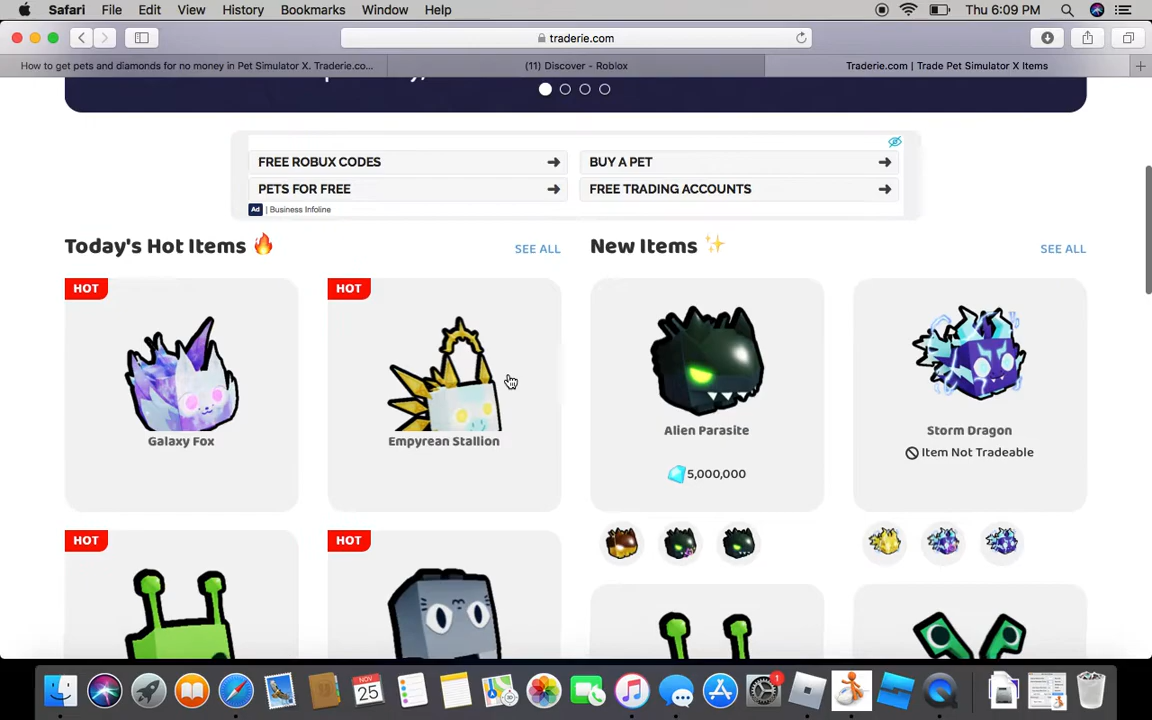 Safari File Edit View History Bookmarks Window Help Thu 6:09 PM
traderie.com
How to get pets and diamonds for no money in Pet Simulator X. Traderie.co... (11) Discover - Roblox Traderie.com | Trade Pet Simulator X Items
FREE ROBUX CODES BUY A PET
PETS FOR FREE FREE TRADING ACCOUNTS
Ad | Business Infoline
Today's Hot Items 🔥 SEE ALL New Items ✨ SEE ALL
HOT HOT
Galaxy Fox Empyrean Stallion Alien Parasite Storm Dragon
Item Not Tradeable
5,000,000
HOT HOT
NOV
25
1